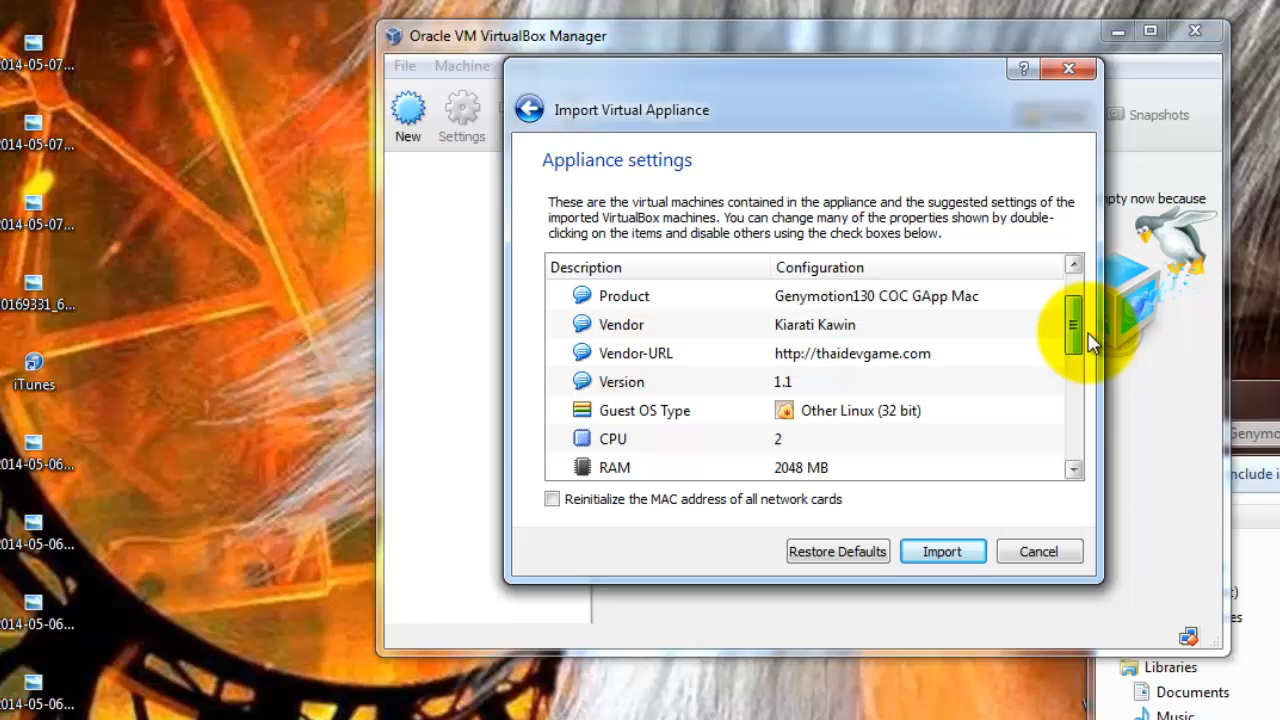 2014-05-07...
2014-05-07...
2014-05-07...
0169331_6...
iTunes
2014-05-06...
2014-05-06...
2014-05-06...
2014-05-06...
Oracle VM VirtualBox Manager
File Machine
New
Settings
Snapshots
mpty now because
?
Import Virtual Appliance
Appliance settings
These are the virtual machines contained in the appliance and the suggested settings of the
imported VirtualBox machines. You can change many of the properties shown by double-
clicking on the items and disable others using the check boxes below.
Description Configuration
Product Genymotion130 COC GApp Mac
Vendor Kiarati Kawin
Vendor-URL http://thaidevgame.com
Version 1.1
Guest OS Type Other Linux (32 bit)
CPU 2
RAM 2048 MB
Reinitialize the MAC address of all network cards
Restore Defaults Import Cancel
Genymo
nclude i
Libraries
Documents
Music